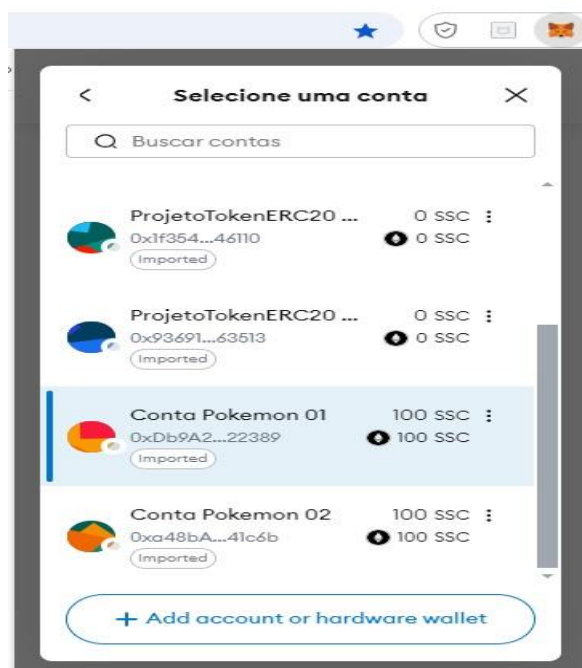 Selecione uma conta
Buscar contas
ProjetoTokenERC20 ... 0 SSC
0x1f354...46110 0 SSC
Imported
ProjetoTokenERC20 ... 0 SSC
0x93691...63513 0 SSC
Imported
Conta Pokemon 01 100 SSC
0xDb9A2...22389 100 SSC
Imported
Conta Pokemon 02 100 SSC
0xa48bA...41c6b 100 SSC
Imported
+ Add account or hardware wallet